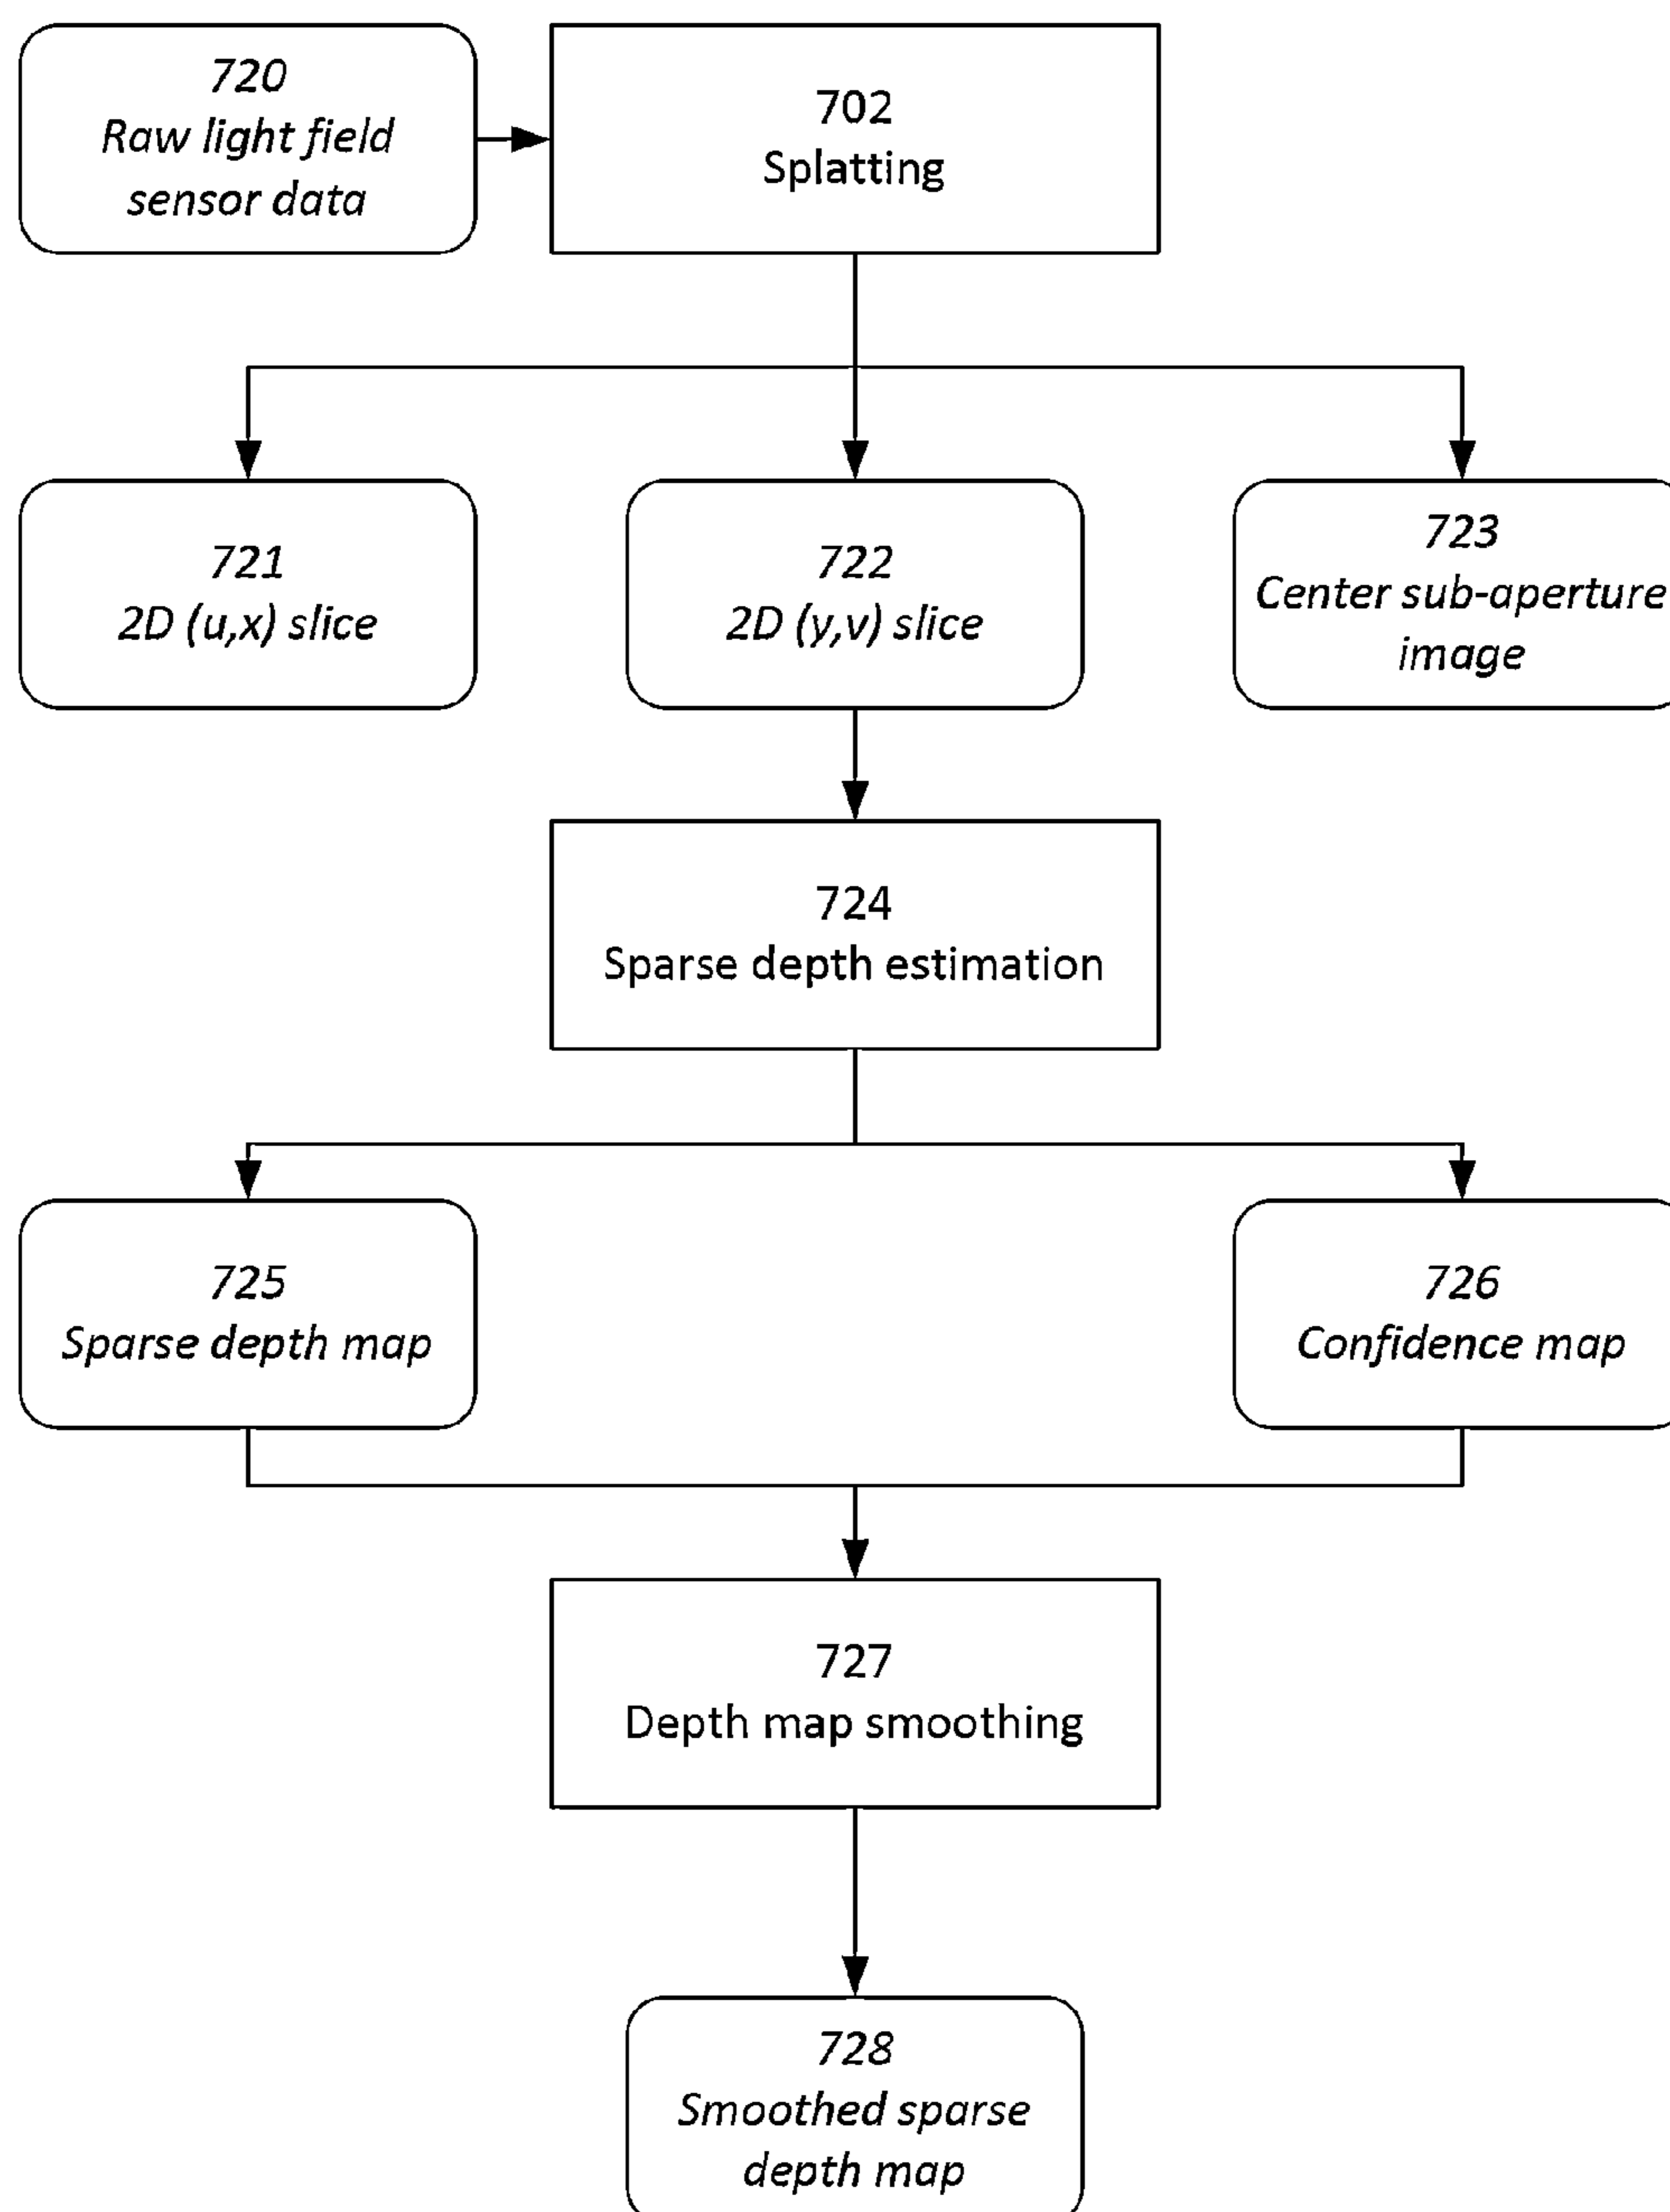 720
Raw light field
sensor data
702
Splatting
721
2D (u,x) slice
722
2D (y,v) slice
723
Center sub-aperture
image
724
Sparse depth estimation
725
Sparse depth map
726
Confidence map
727
Depth map smoothing
728
Smoothed sparse
depth map